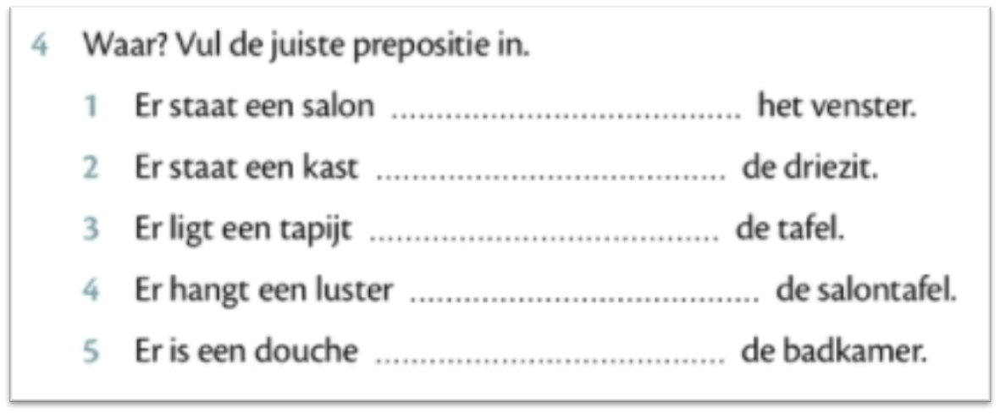 4 Waar? Vul de juiste prepositie in.
1 Er staat een salon ........................................ het venster.
2 Er staat een kast ........................................ de driezit.
3 Er ligt een tapijt ........................................ de tafel.
4 Er hangt een luster ........................................ de salontafel.
5 Er is een douche ........................................ de badkamer.